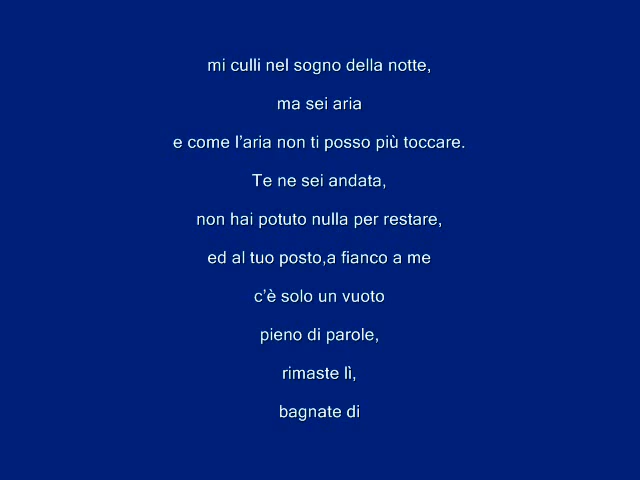 mi culli nel sogno della notte,
ma sei aria
e come l’aria non ti posso più toccare.
Te ne sei andata,
non hai potuto nulla per restare,
ed al tuo posto,a fianco a me
c’è solo un vuoto
pieno di parole,
rimaste lì,
bagnate di